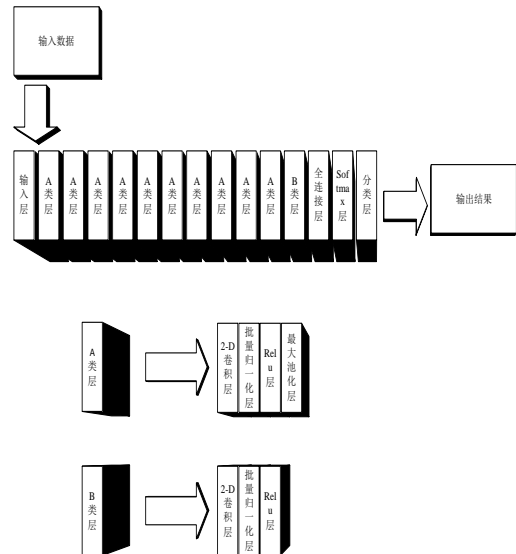 输入数据
输入层
A类层
A类层
A类层
A类层
A类层
A类层
A类层
A类层
A类层
A类层
B类层
全连接层
Softmax层
分类层
输出结果
A类层
2-D卷积层
批量归一化层
Relu层
最大池化层
B类层
2-D卷积层
批量归一化层
Relu层